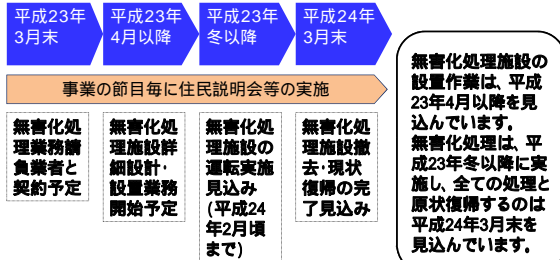 平成23年
3月末
平成23年
4月以降
平成23年
冬以降
平成24年
3月末
事業の節目毎に住民説明会等の実施
無害化処
理業務請
負業者と
契約予定
無害化処
理施設詳
細設計・
設置業務
開始予定
無害化処
理施設の
運転実施
見込み
(平成24
年2月頃
まで)
無害化処
理施設撤
去・現状
復帰の完
了見込み
無害化処理施設の
設置作業は、平成
23年4月以降を見
込んでいます。
無害化処理は、平
成23年冬以降に実
施し、全ての処理と
原状復帰するのは
平成24年3月末を
見込んでいます。